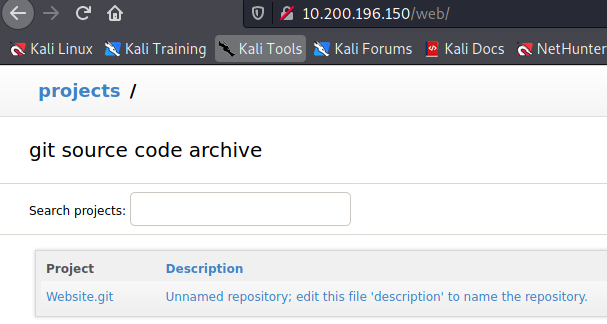 10.200.196.150/web/
Kali Linux Kali Training Kali Tools Kali Forums Kali Docs NetHunter
projects /
git source code archive
Search projects:
Project Description
Website.git Unnamed repository; edit this file 'description' to name the repository.